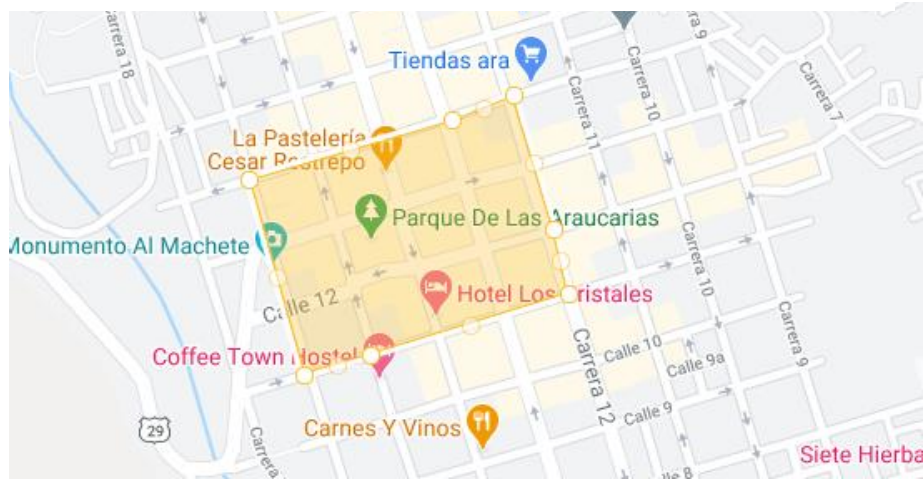 Carrera 18
Tiendas ara
Carrera 10
Carrera 9
Carrera 11
Carrera 7
La Pastelería
Cesar Restrepo
Parque De Las Araucarias
Monumento Al Machete
Calle 12
Hotel Los Cristales
Carrera 10
Coffee Town Hostel
Carrera 12
Calle 10
Calle 9a
Carrera 9
Calle 9
29
Carnes Y Vinos
Carrera
Siete Hierba